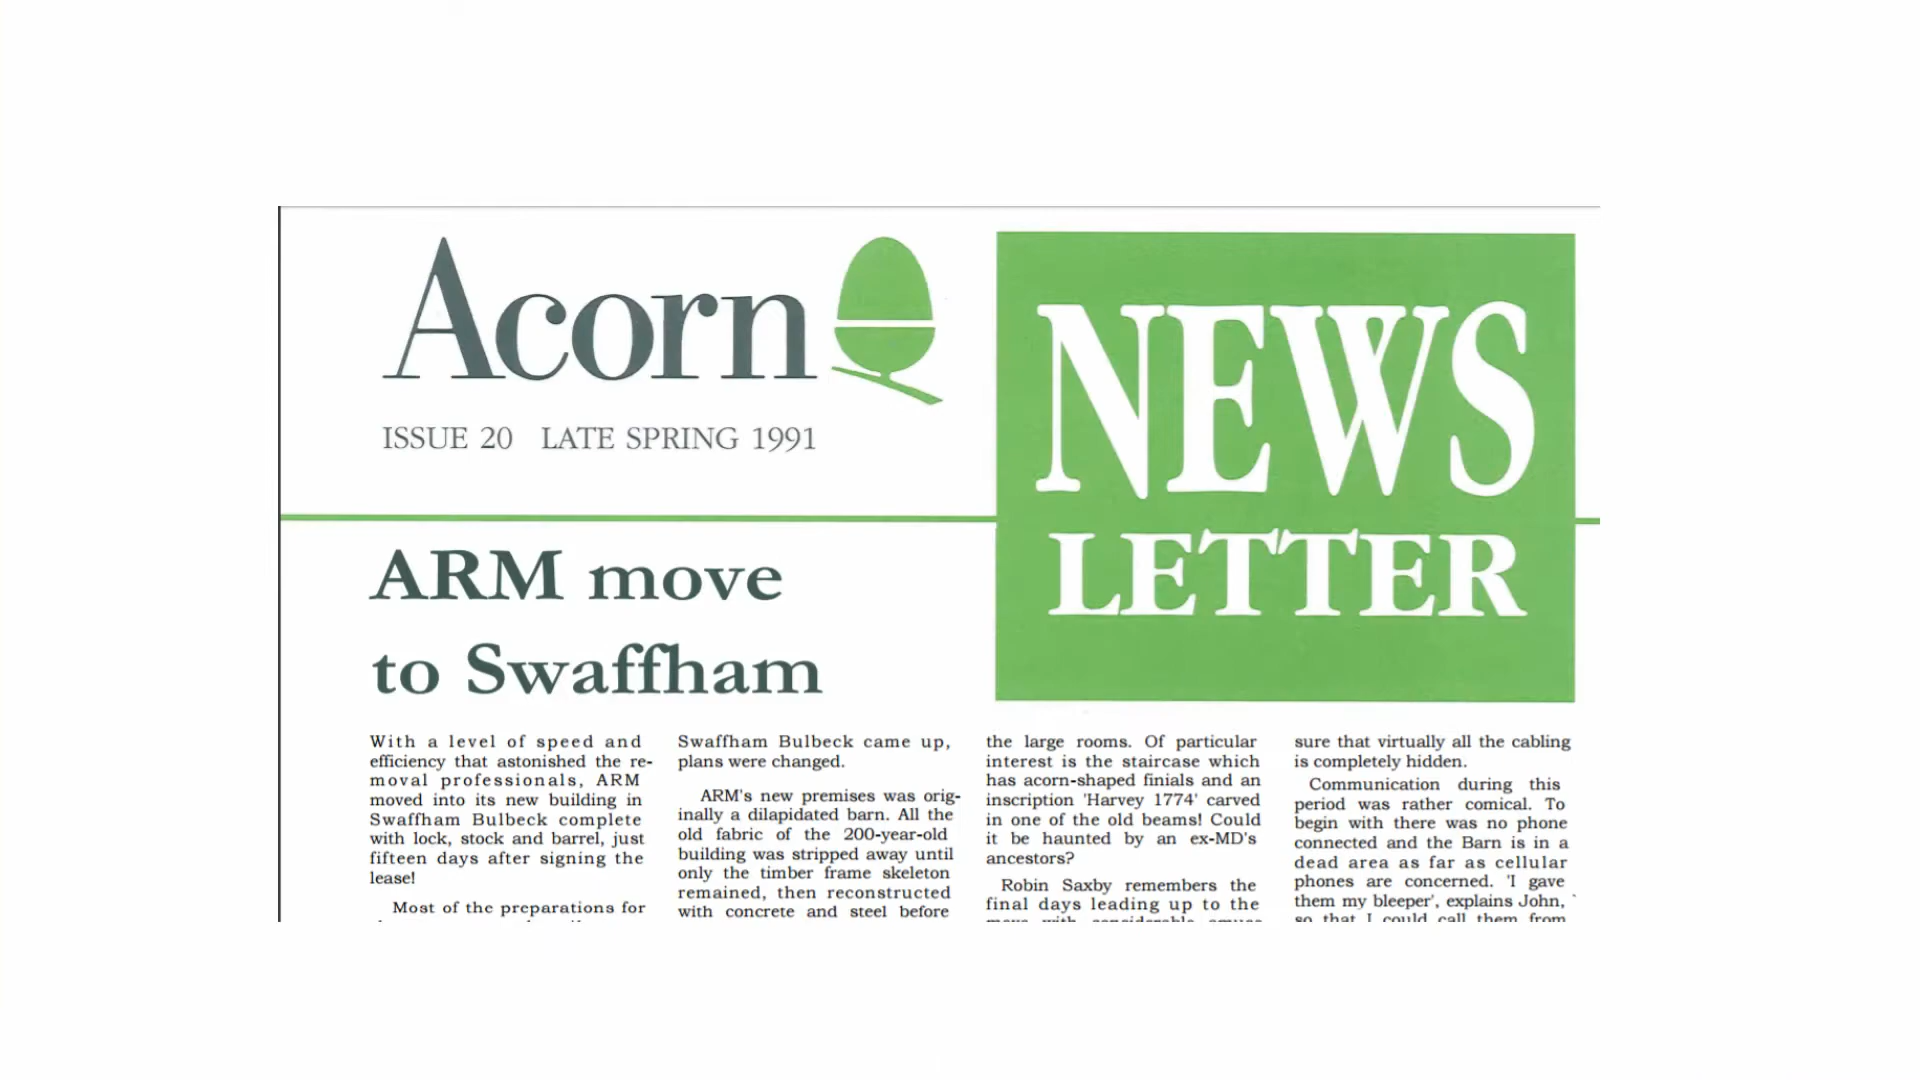 Acorn
ISSUE 20 LATE SPRING 1991
NEWS
LETTER
ARM move
to Swaffham
With a level of speed and
efficiency that astonished the re-
moval professionals, ARM
moved into its new building in
Swaffham Bulbeck complete
with lock, stock and barrel, just
fifteen days after signing the
lease!
Most of the preparations for
Swaffham Bulbeck came up,
plans were changed.
ARM's new premises was orig-
inally a dilapidated barn. All the
old fabric of the 200-year-old
building was stripped away until
only the timber frame skeleton
remained, then reconstructed
with concrete and steel before
the large rooms. Of particular
interest is the staircase which
has acorn-shaped finials and an
inscription 'Harvey 1774' carved
in one of the old beams! Could
it be haunted by an ex-MD's
ancestors?
Robin Saxby remembers the
final days leading up to the
sure that virtually all the cabling
is completely hidden.
Communication during this
period was rather comical. To
begin with there was no phone
connected and the Barn is in a
dead area as far as cellular
phones are concerned. 'I gave
them my bleeper', explains John,
so that I could call them from